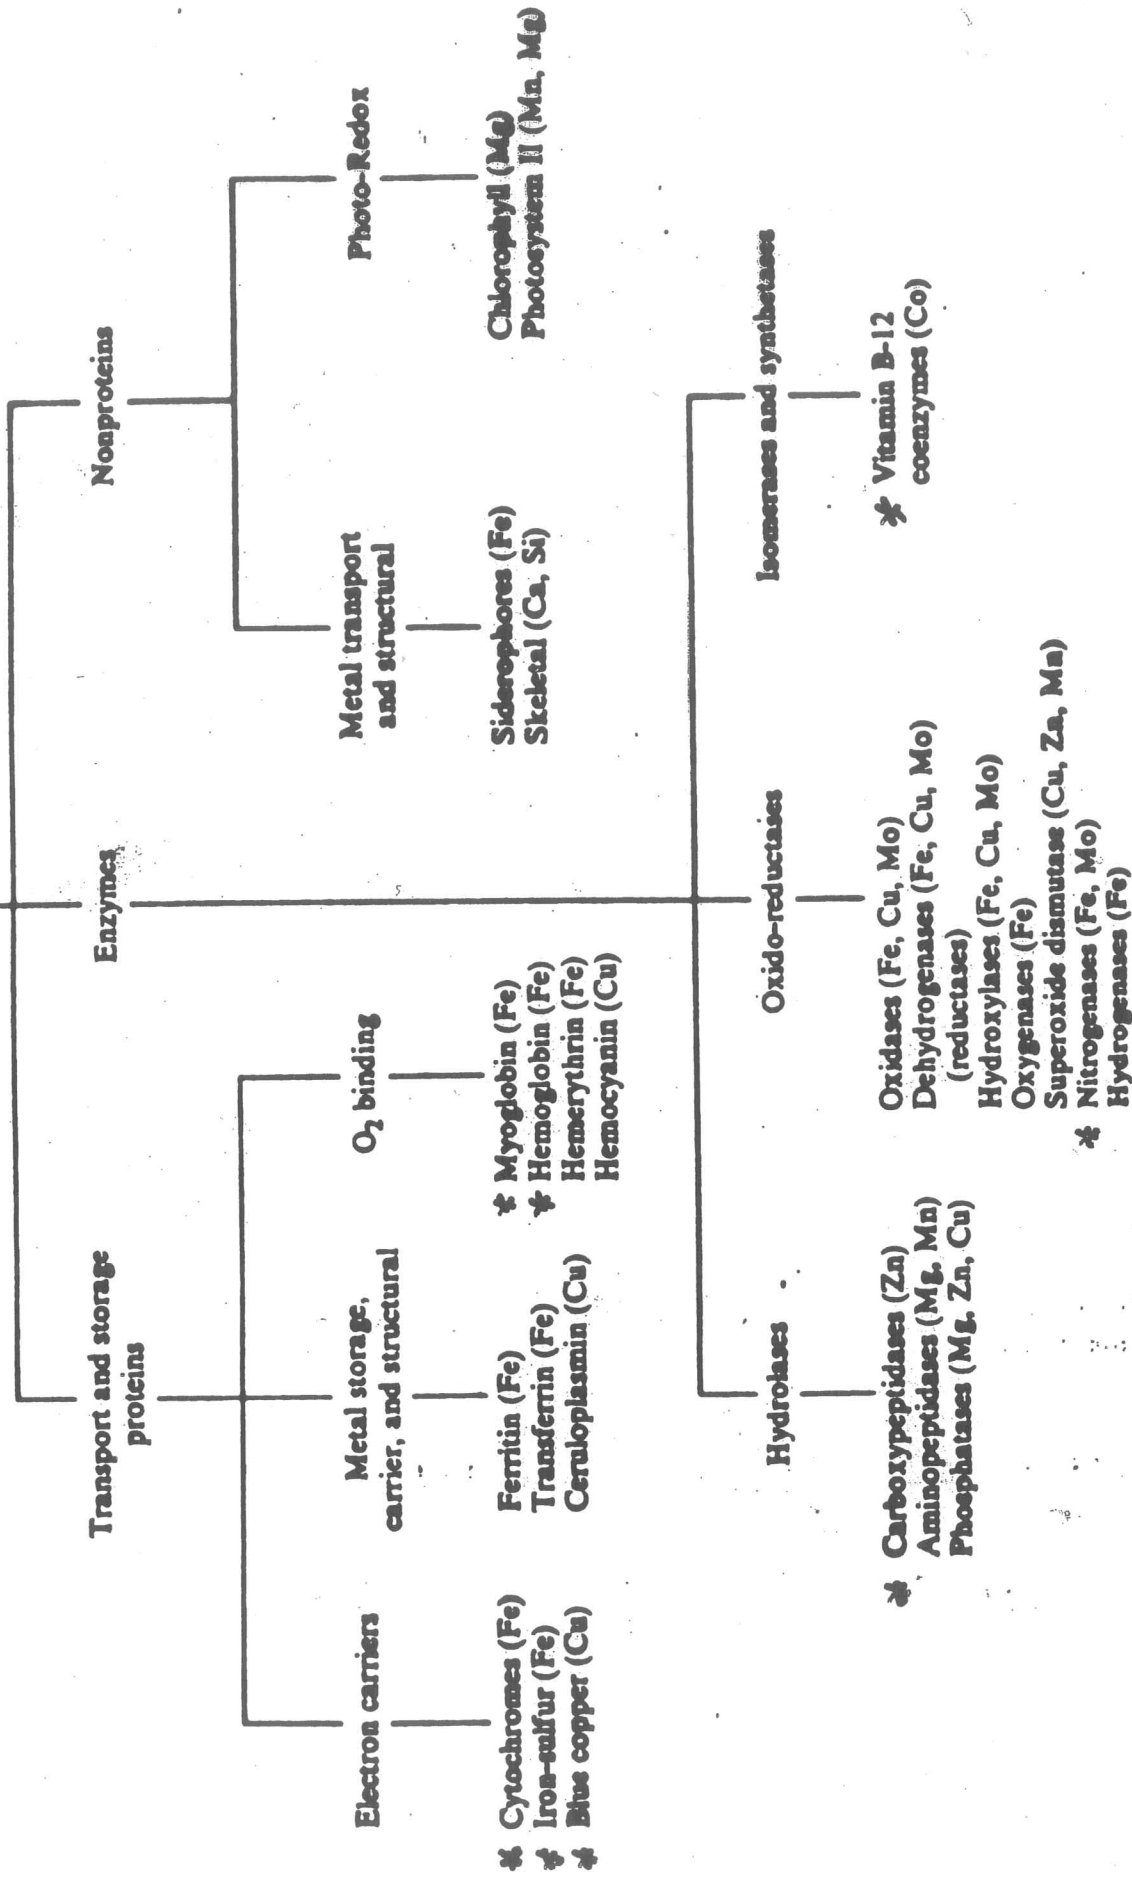 Transport and storage
proteins
Enzymes
Nonproteins
Electron carriers
Metal storage,
carrier, and structural
O₂ binding
Metal transport
and structural
Photo-Redox
* Cytochromes (Fe)
* Iron-sulfur (Fe)
* Blue copper (Cu)
Ferritin (Fe)
Transferrin (Fe)
Ceruloplasmin (Cu)
* Myoglobin (Fe)
* Hemoglobin (Fe)
Hemerythrin (Fe)
Hemocyanin (Cu)
Siderophores (Fe)
Skeletal (Ca, Si)
Chlorophyll (Mg)
Photosystem II (Mn, Mg)
Hydrolases
Oxido-reductases
Isomerases and synthetases
* Carboxypeptidases (Zn)
Aminopeptidases (Mg, Mn)
Phosphatases (Mg, Zn, Cu)
Oxidases (Fe, Cu, Mo)
Dehydrogenases (Fe, Cu, Mo)
(reductases)
Hydroxylases (Fe, Cu, Mo)
Oxygenases (Fe)
Superoxide dismutase (Cu, Zn, Mn)
* Nitrogenases (Fe, Mo)
Hydrogenases (Fe)
* Vitamin B-12
coenzymes (Co)